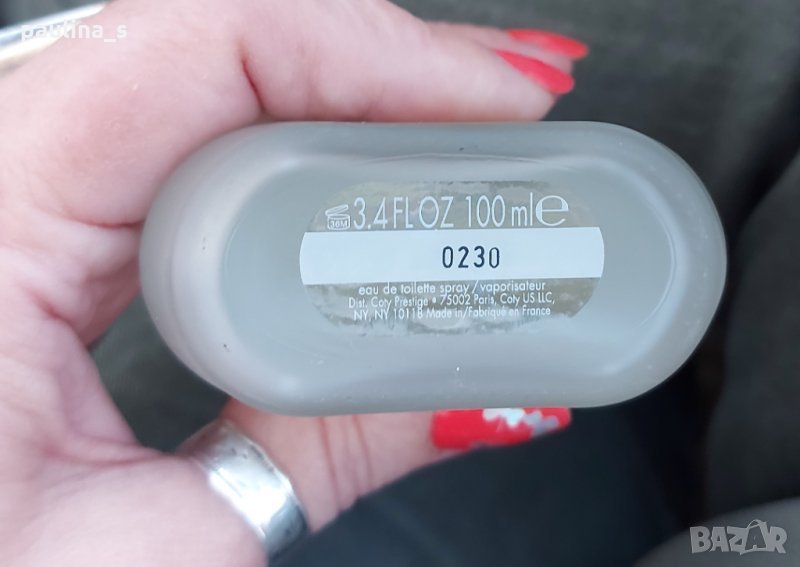 paulina_s
36M 3.4 FL OZ 100 ml e
0230
eau de toilette spray / vaporisateur
Dist. Coty Prestige • 75002 Paris, Coty US LLC,
NY, NY 10118 Made in/Fabriqué en France
BAZAR